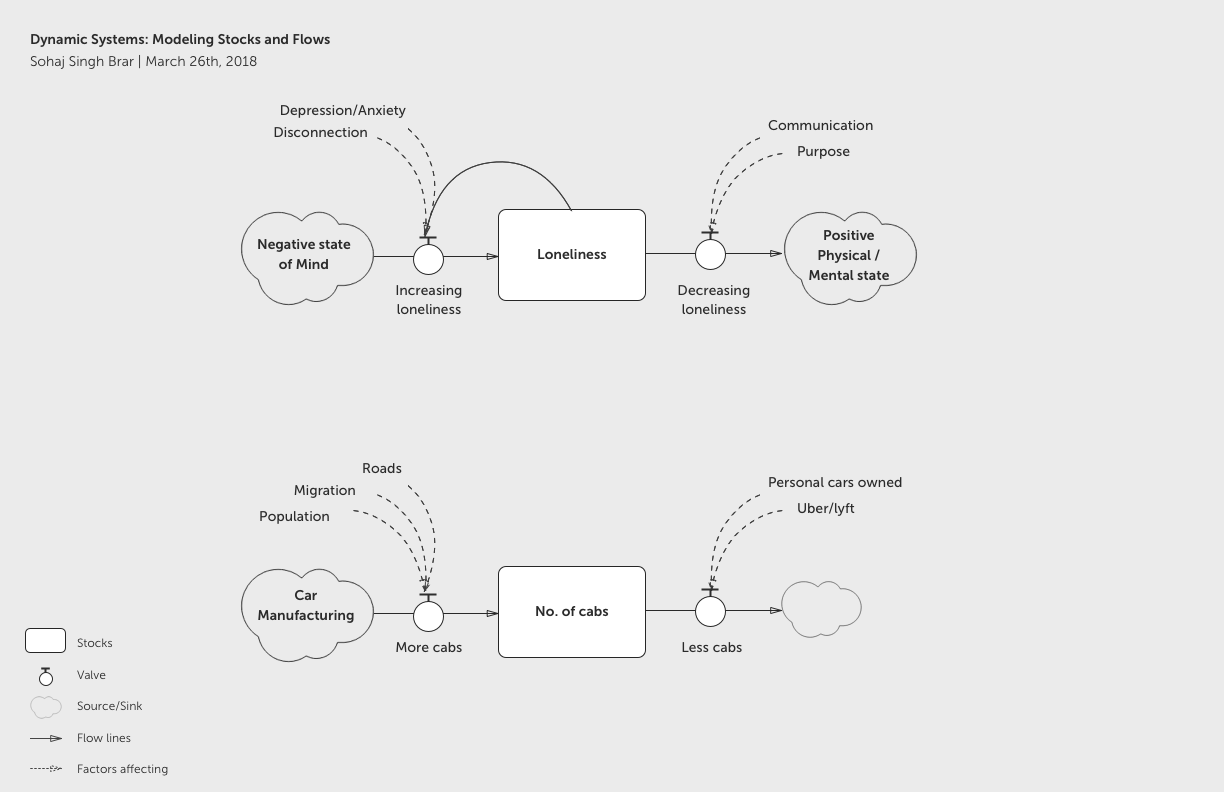 Dynamic Systems: Modeling Stocks and Flows
Sohaj Singh Brar | March 26th, 2018
Depression/Anxiety
Disconnection
Communication
Purpose
Negative state
of Mind
Loneliness
Positive
Physical /
Mental state
Increasing
loneliness
Decreasing
loneliness
Roads
Migration
Population
Personal cars owned
Uber/lyft
Car
Manufacturing
No. of cabs
More cabs
Less cabs
Stocks
Valve
Source/Sink
Flow lines
Factors affecting